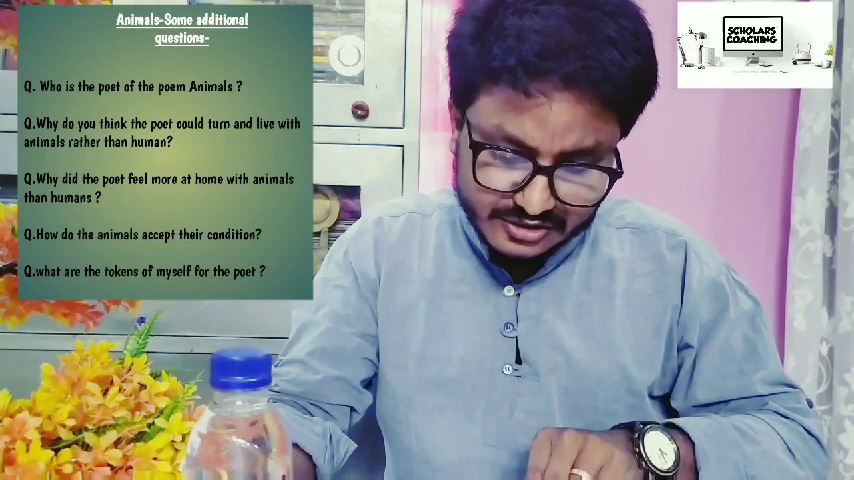 Animals-Some additional
questions-
Q. Who is the poet of the poem Animals ?
Q.Why do you think the poet could turn and live with
animals rather than human?
Q.Why did the poet feel more at home with animals
than humans ?
Q.How do the animals accept their condition?
Q.what are the tokens of myself for the poet ?
SCHOLARS
COACHING